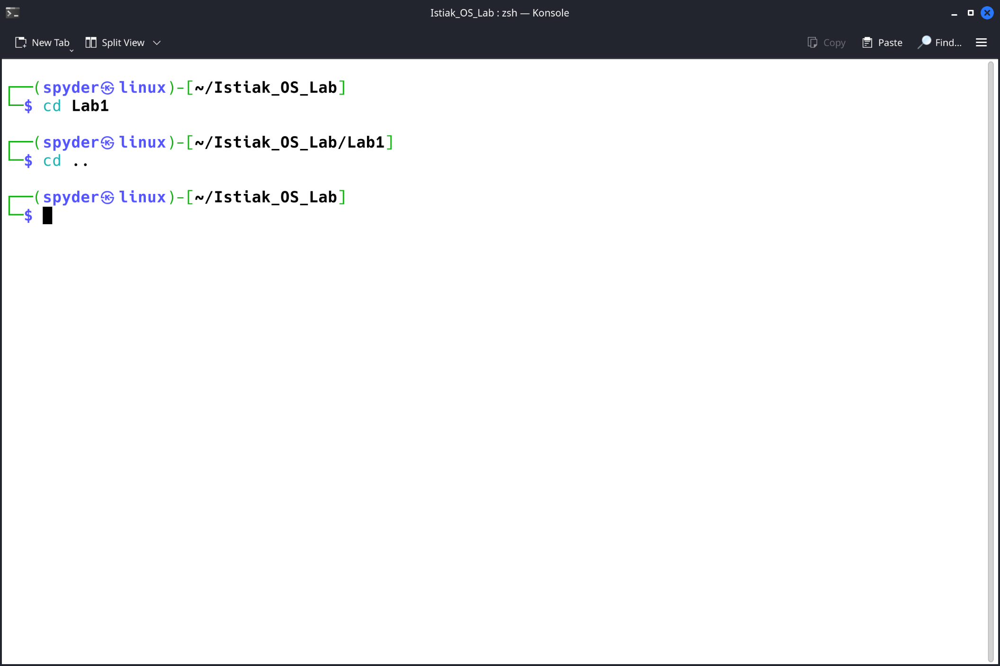 Istiak_OS_Lab : zsh — Konsole
New Tab Split View Copy Paste Find...
┌──(spyder㉿linux)-[~/Istiak_OS_Lab]
└─$ cd Lab1
┌──(spyder㉿linux)-[~/Istiak_OS_Lab/Lab1]
└─$ cd ..
┌──(spyder㉿linux)-[~/Istiak_OS_Lab]
└─$